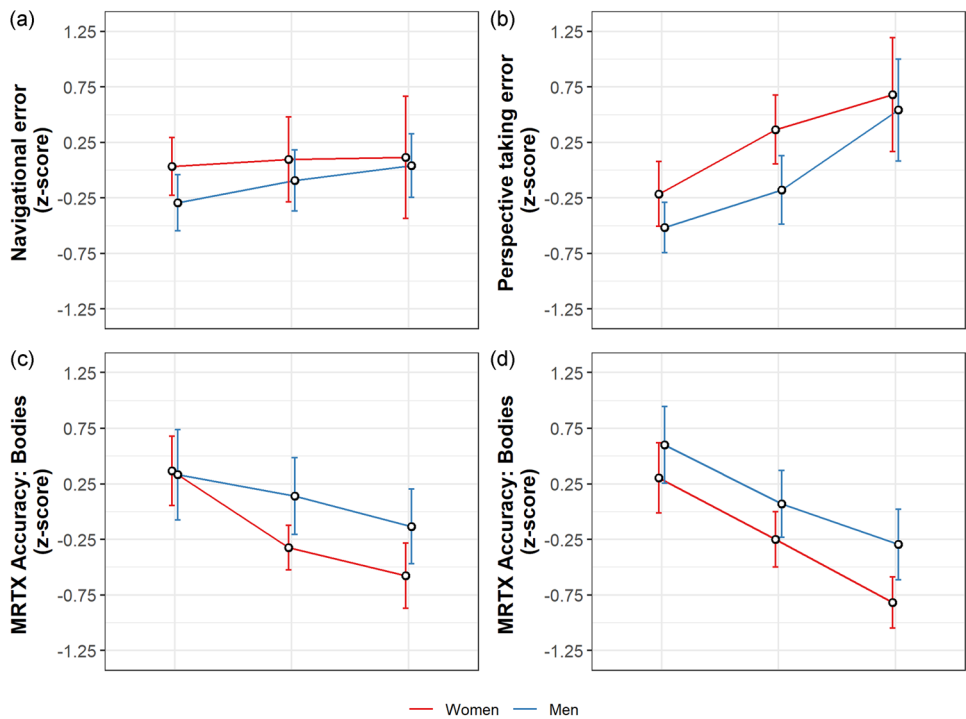 (a)
Navigational error
(z-score)
1.25
0.75
0.25
-0.25
-0.75
-1.25
(b)
Perspective taking error
(z-score)
1.25
0.75
0.25
-0.25
-0.75
-1.25
(c)
MRTX Accuracy: Bodies
(z-score)
1.25
0.75
0.25
-0.25
-0.75
-1.25
(d)
MRTX Accuracy: Bodies
(z-score)
1.25
0.75
0.25
-0.25
-0.75
-1.25
Women Men